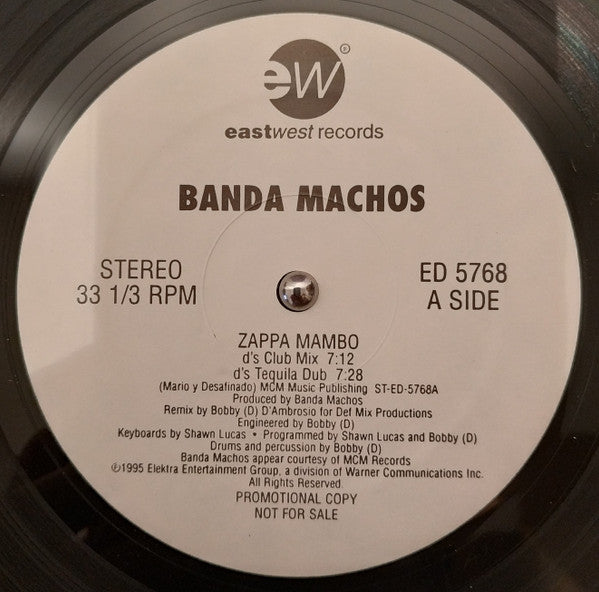 ew®
eastwest records
BANDA MACHOS
STEREO
33 1/3 RPM
ED 5768
A SIDE
ZAPPA MAMBO
d's Club Mix 7:12
d's Tequila Dub 7:28
(Mario y Desafinado) MCM Music Publishing ST-ED-5768A
Produced by Banda Machos
Remix by Bobby (D) D'Ambrosio for Def Mix Productions
Engineered by Bobby (D)
Keyboards by Shawn Lucas • Programmed by Shawn Lucas and Bobby (D)
Drums and percussion by Bobby (D)
Banda Machos appear courtesy of MCM Records
℗1995 Elektra Entertainment Group, a division of Warner Communications Inc.
All Rights Reserved.
PROMOTIONAL COPY
NOT FOR SALE